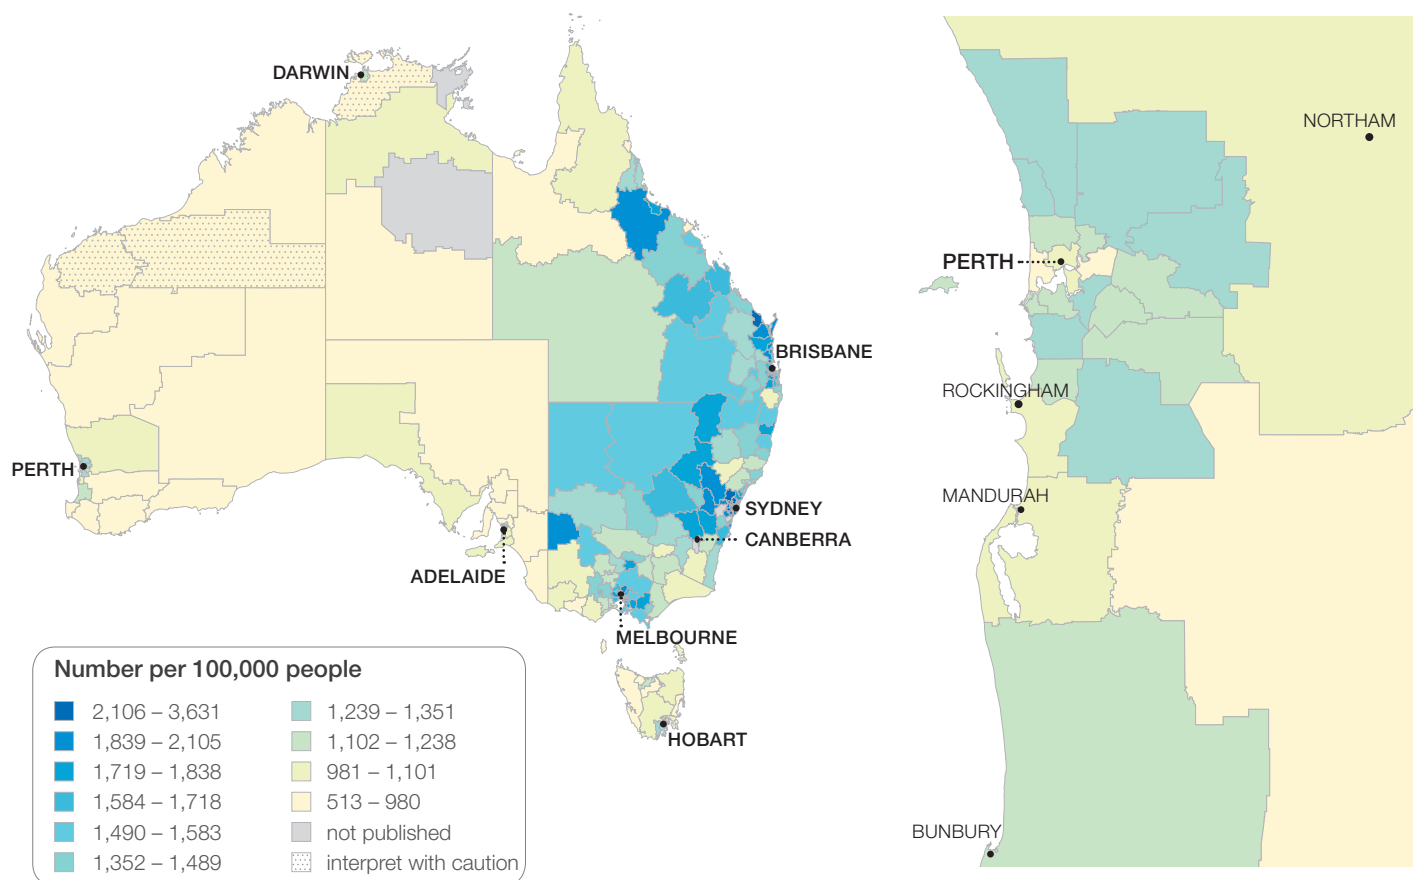 DARWIN
BRISBANE
PERTH
SYDNEY
CANBERRA
ADELAIDE
MELBOURNE
HOBART
Number per 100,000 people
2,106 – 3,631
1,839 – 2,105
1,719 – 1,838
1,584 – 1,718
1,490 – 1,583
1,352 – 1,489
1,239 – 1,351
1,102 – 1,238
981 – 1,101
513 – 980
not published
interpret with caution
NORTHAM
PERTH
ROCKINGHAM
MANDURAH
BUNBURY